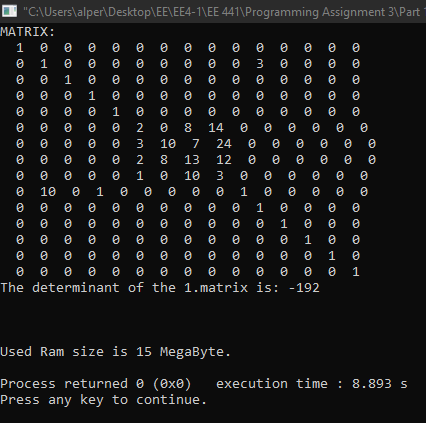 "C:\Users\alper\Desktop\EE\EE4-1\EE 441\Programming Assignment 3\Part 1
MATRIX:
1 0 0 0 0 0 0 0 0 0 0 0 0 0 0
0 1 0 0 0 0 0 0 0 0 3 0 0 0 0
0 0 1 0 0 0 0 0 0 0 0 0 0 0 0
0 0 0 1 0 0 0 0 0 0 0 0 0 0 0
0 0 0 0 1 0 0 0 0 0 0 0 0 0 0
0 0 0 0 0 2 0 8 14 0 0 0 0 0 0
0 0 0 0 0 3 10 7 24 0 0 0 0 0 0
0 0 0 0 0 2 8 13 12 0 0 0 0 0 0
0 0 0 0 0 1 0 10 3 0 0 0 0 0 0
0 10 0 1 0 0 0 0 0 1 0 0 0 0 0
0 0 0 0 0 0 0 0 0 0 1 0 0 0 0
0 0 0 0 0 0 0 0 0 0 0 1 0 0 0
0 0 0 0 0 0 0 0 0 0 0 0 1 0 0
0 0 0 0 0 0 0 0 0 0 0 0 0 1 0
0 0 0 0 0 0 0 0 0 0 0 0 0 0 1
The determinant of the 1.matrix is: -192
Used Ram size is 15 MegaByte.
Process returned 0 (0x0) execution time : 8.893 s
Press any key to continue.